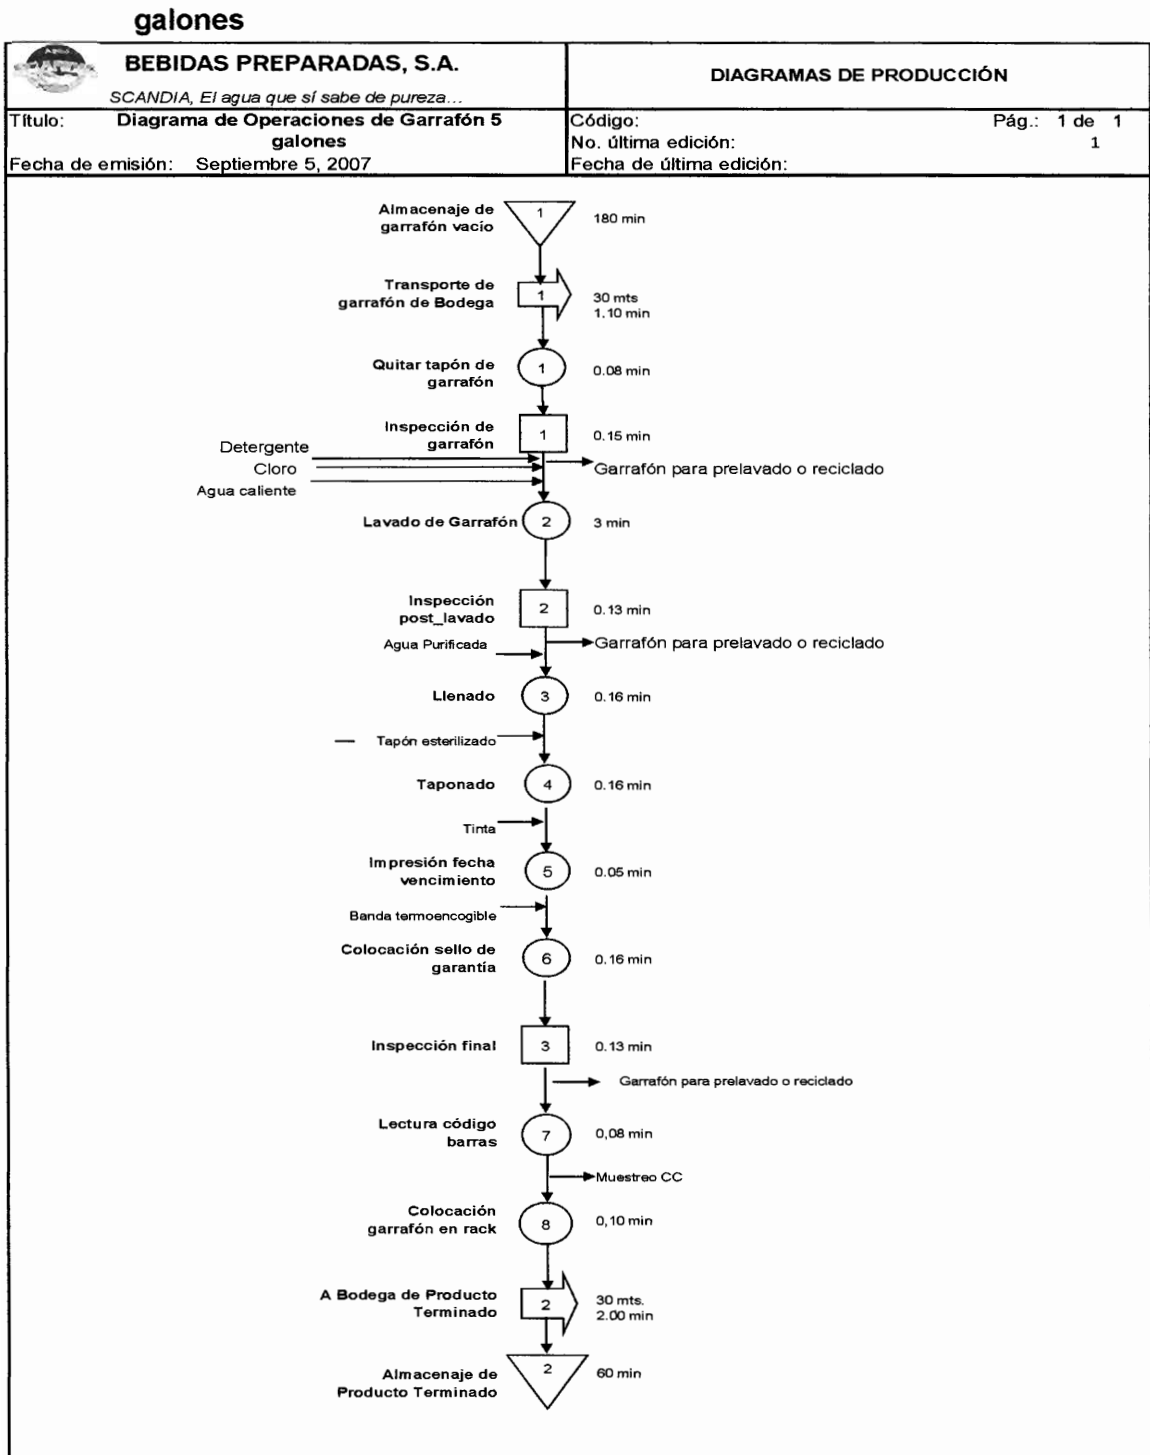 galones
BEBIDAS PREPARADAS, S.A.
SCANDIA, El agua que sí sabe de pureza...
DIAGRAMAS DE PRODUCCIÓN
Título: Diagrama de Operaciones de Garrafón 5
galones
Fecha de emisión: Septiembre 5, 2007
Código: Pág.: 1 de 1
No. última edición: 1
Fecha de última edición:
Almacenaje de
garrafón vacío
1
180 min
Transporte de
garrafón de Bodega
1
30 mts
1.10 min
Quitar tapón de
garrafón
1
0.08 min
Inspección de
garrafón
1
0.15 min
Detergente
Cloro
Agua caliente
Garrafón para prelavado o reciclado
Lavado de Garrafón
2
3 min
Inspección
post_lavado
2
0.13 min
Agua Purificada
Garrafón para prelavado o reciclado
Llenado
3
0.16 min
Tapón esterilizado
Taponado
4
0.16 min
Tinta
Impresión fecha
vencimiento
5
0.05 min
Banda termoencogible
Colocación sello de
garantía
6
0.16 min
Inspección final
3
0.13 min
Garrafón para prelavado o reciclado
Lectura código
barras
7
0,08 min
Muestreo CC
Colocación
garrafón en rack
8
0,10 min
A Bodega de Producto
Terminado
2
30 mts.
2.00 min
Almacenaje de
Producto Terminado
2
60 min